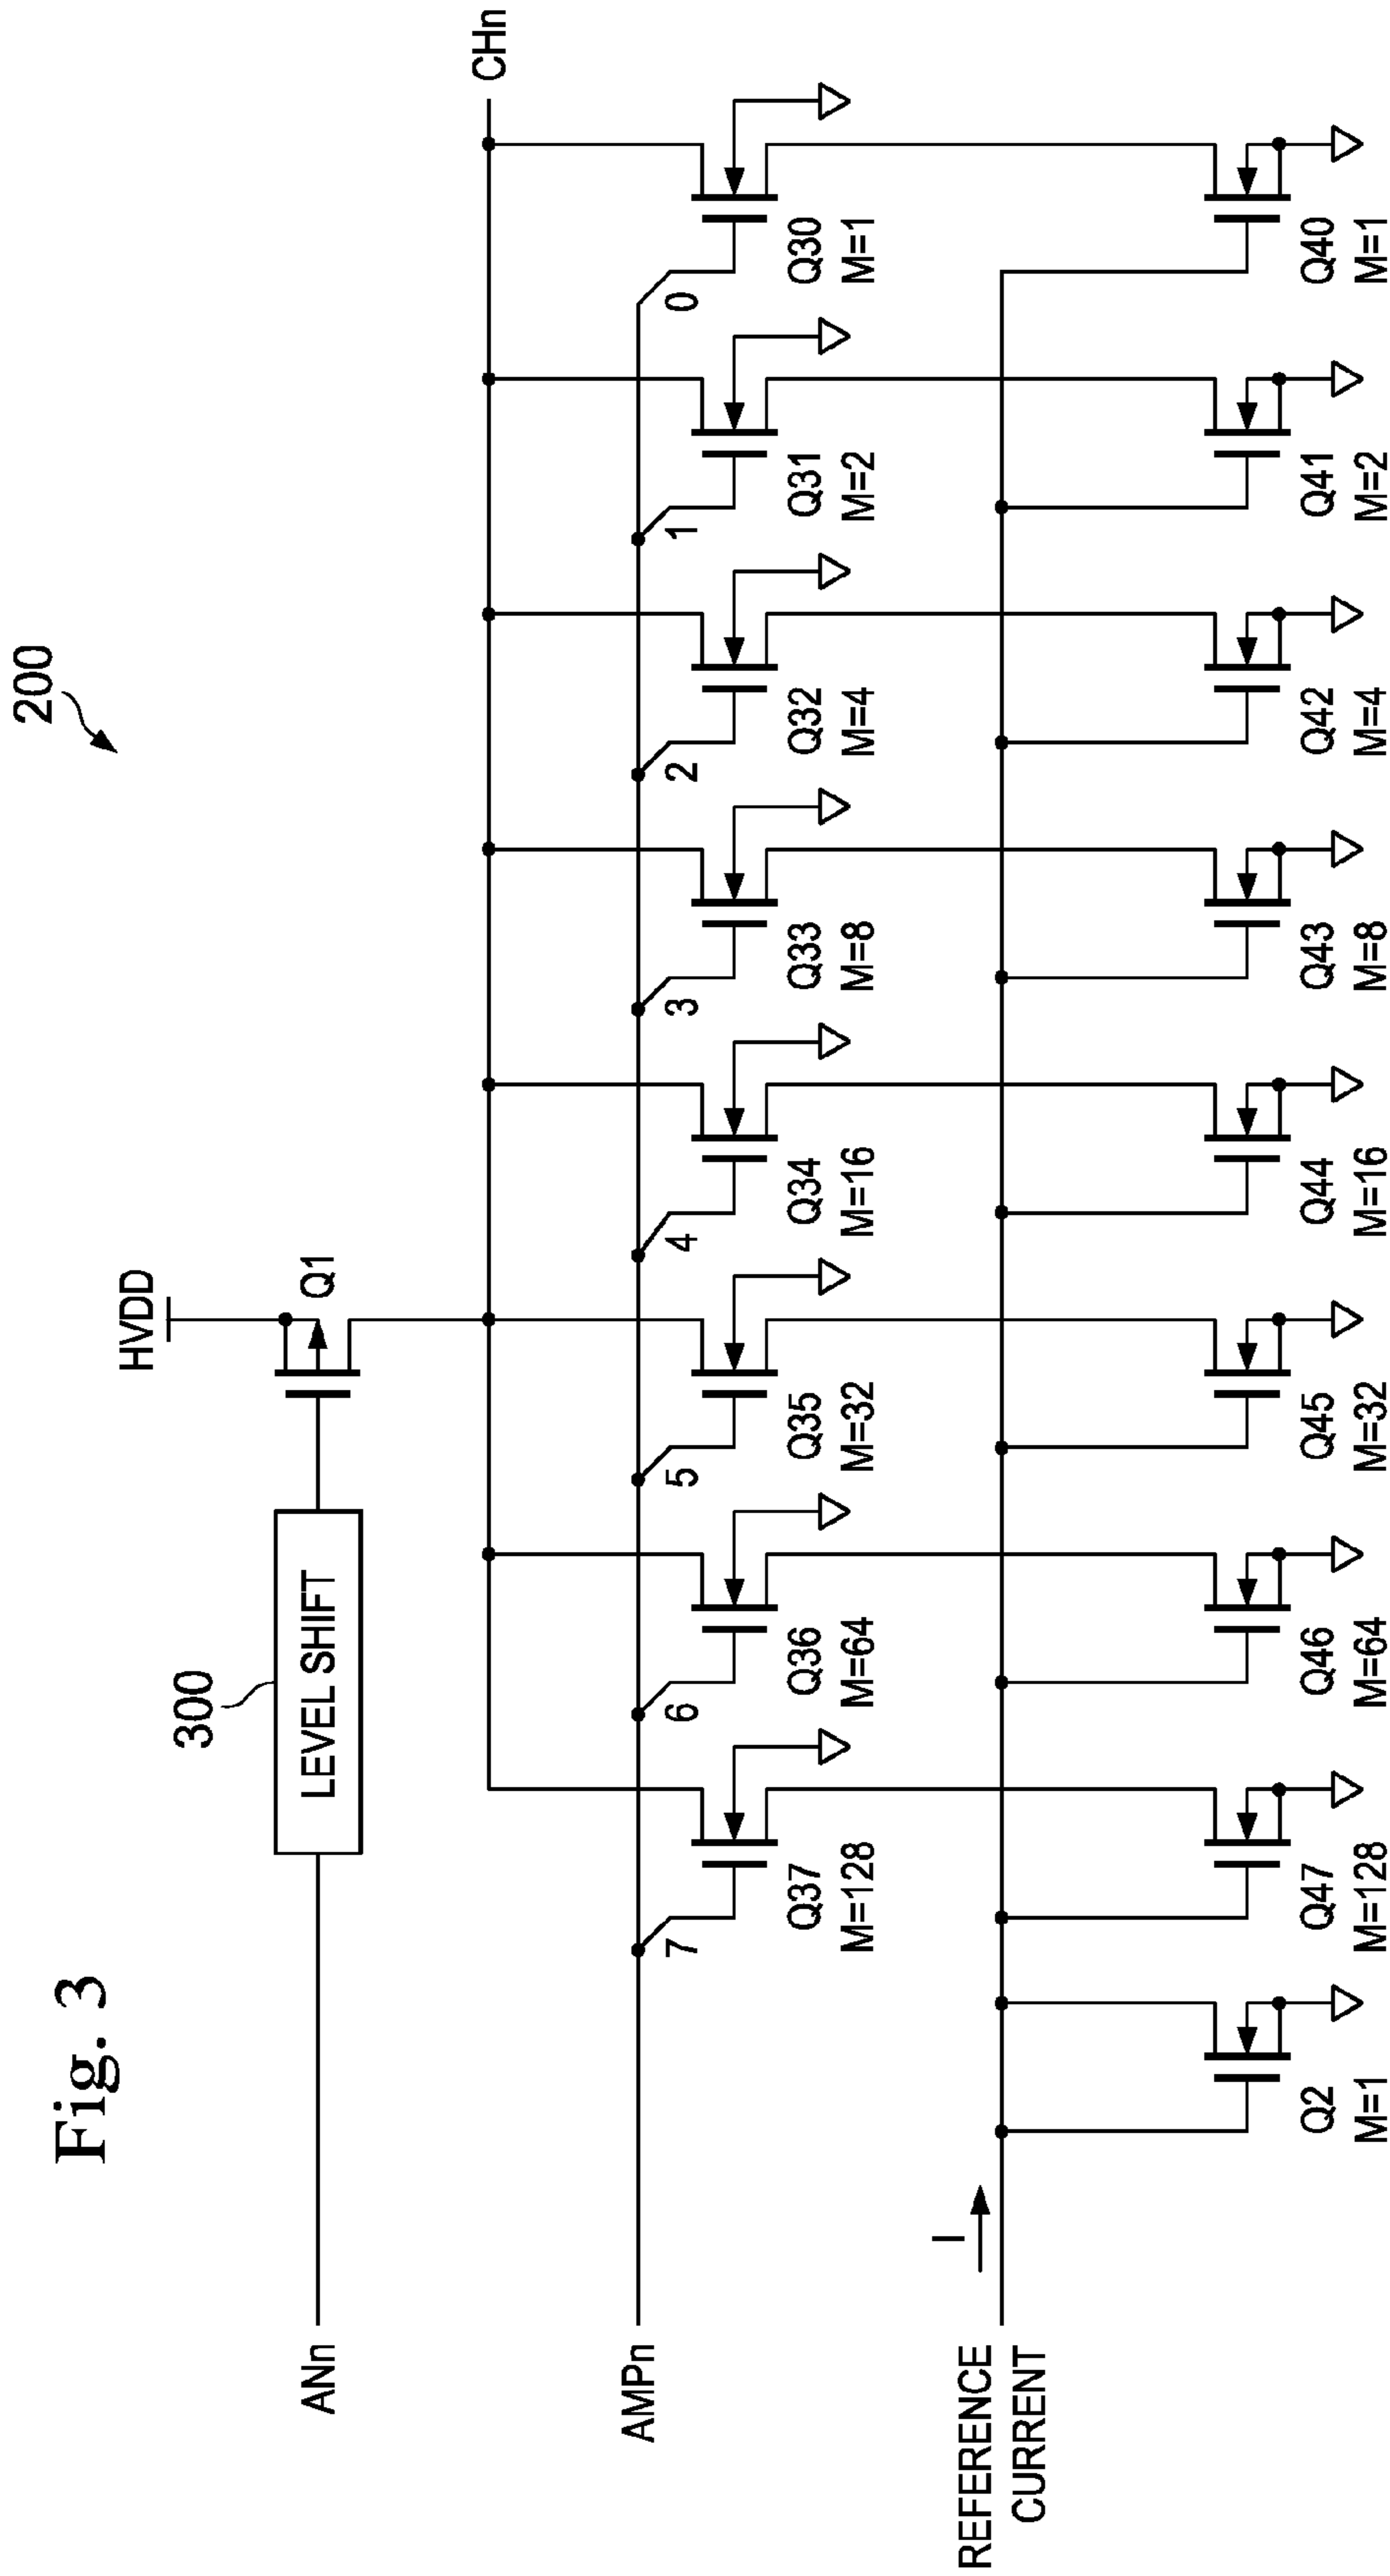 Fig. 3
200
HVDD
Q1
300
LEVEL SHIFT
ANn
CHn
AMPn
7
6
5
4
3
2
1
0
Q37
M=128
Q36
M=64
Q35
M=32
Q34
M=16
Q33
M=8
Q32
M=4
Q31
M=2
Q30
M=1
I
REFERENCE
CURRENT
Q2
M=1
Q47
M=128
Q46
M=64
Q45
M=32
Q44
M=16
Q43
M=8
Q42
M=4
Q41
M=2
Q40
M=1